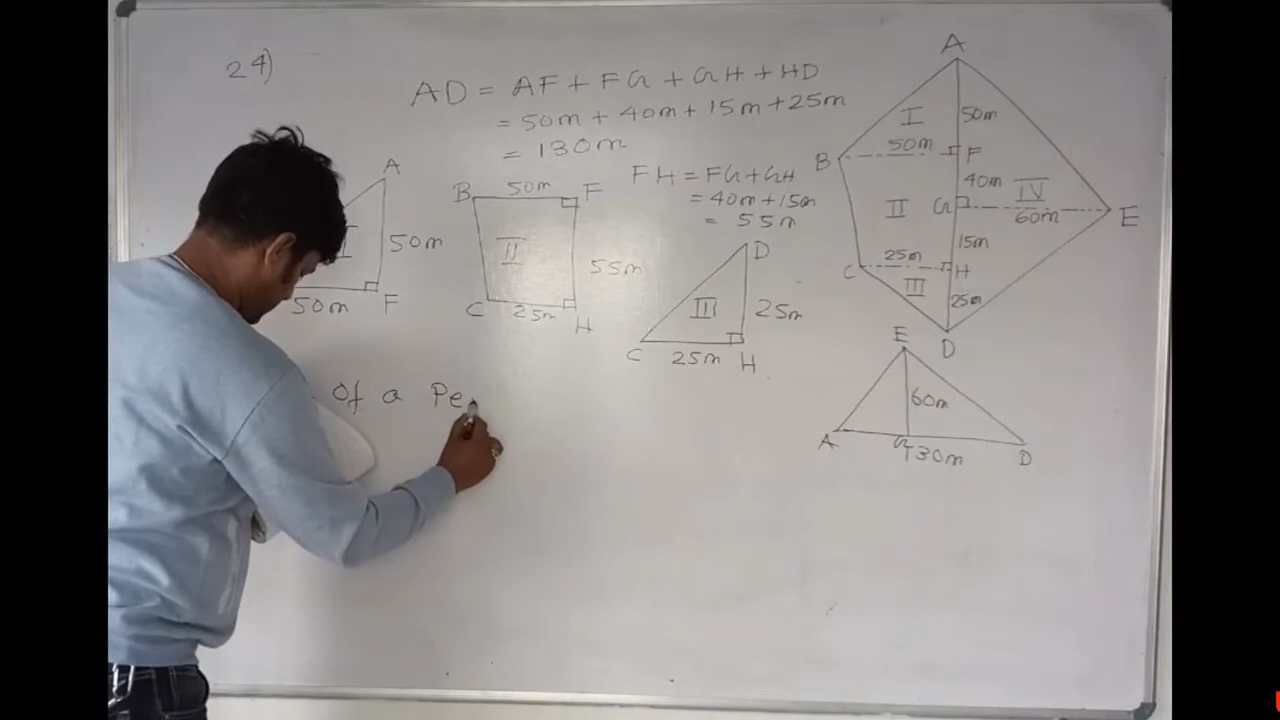 24)
AD = AF + FG + GH + HD
= 50m + 40m + 15m + 25m
= 130m
FH = FG + GH
= 40m + 15m
= 55m
A
I
50m
50m
F
B
50m
F
II
55m
C
25m
H
D
III
25m
C
25m
H
A
I
50m
50m
B
F
40m
IV
II
G
60m
E
15m
25m
C
H
III
25m
D
E
60m
A
G
130m
D
of a Pe